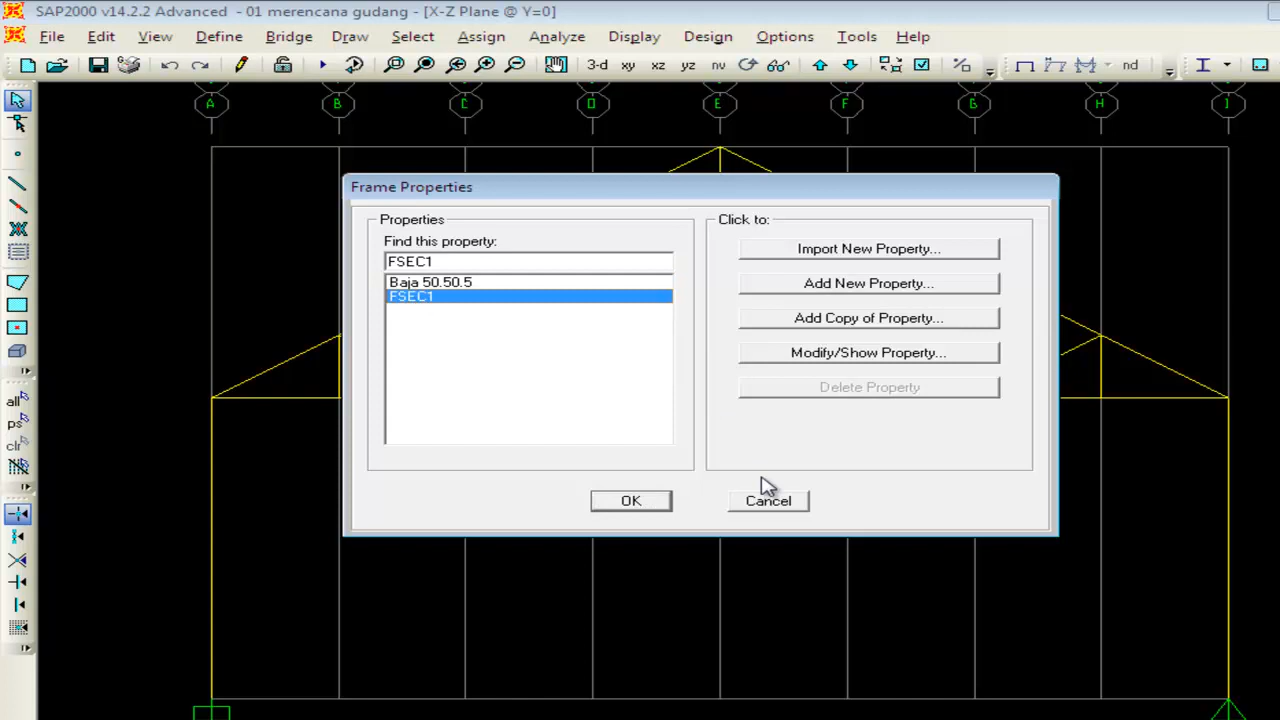 SAP2000 v14.2.2 Advanced - 01 merencana gudang - [X-Z Plane @ Y=0]
File Edit View Define Bridge Draw Select Assign Analyze Display Design Options Tools Help
3-d xy xz yz nv nd
A B C D E F G H I
Frame Properties
Properties
Find this property:
FSEC1
Baja 50.50.5
FSEC1
Click to:
Import New Property...
Add New Property...
Add Copy of Property...
Modify/Show Property...
Delete Property
OK
Cancel
all
ps
clr